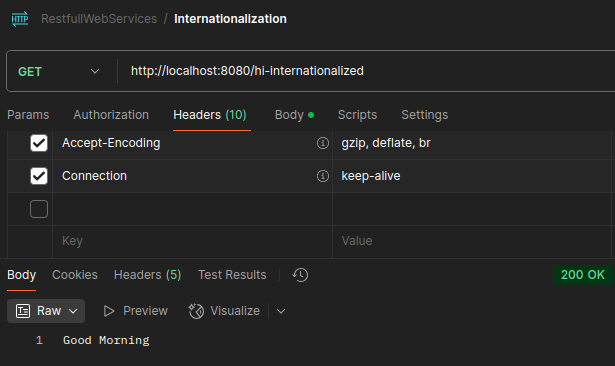 HTTP RestfullWebServices / Internationalization
GET http://localhost:8080/hi-internationalized
Params Authorization Headers (10) Body Scripts Settings
Accept-Encoding gzip, deflate, br
Connection keep-alive
Key Value
Body Cookies Headers (5) Test Results 200 OK
Raw Preview Visualize
1 Good Morning